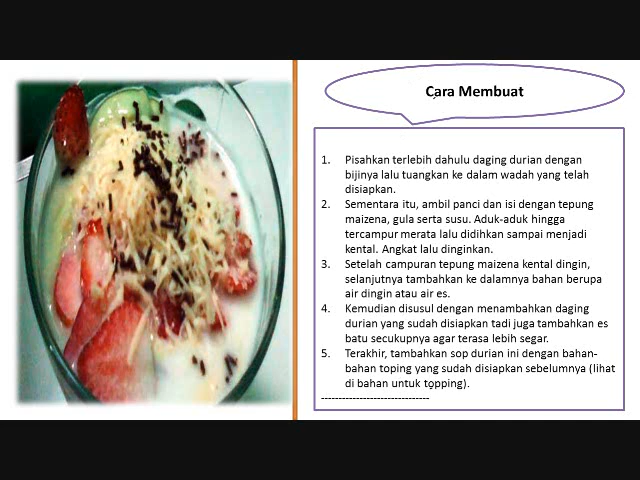 Cara Membuat
1. Pisahkan terlebih dahulu daging durian dengan
bijinya lalu tuangkan ke dalam wadah yang telah
disiapkan.
2. Sementara itu, ambil panci dan isi dengan tepung
maizena, gula serta susu. Aduk-aduk hingga
tercampur merata lalu didihkan sampai menjadi
kental. Angkat lalu dinginkan.
3. Setelah campuran tepung maizena kental dingin,
selanjutnya tambahkan ke dalamnya bahan berupa
air dingin atau air es.
4. Kemudian disusul dengan menambahkan daging
durian yang sudah disiapkan tadi juga tambahkan es
batu secukupnya agar terasa lebih segar.
5. Terakhir, tambahkan sop durian ini dengan bahan-
bahan toping yang sudah disiapkan sebelumnya (lihat
di bahan untuk topping).
-------------------------------